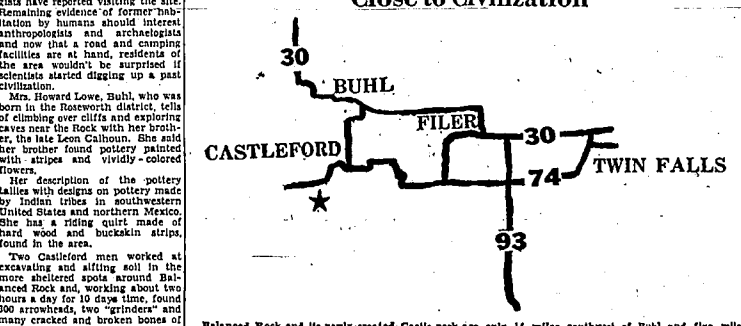 gists have reported visiting the site.
Remaining evidence of former hab-
itation by humans should interest
anthropologists and archaelogists
and now that a road and camping
facilities are at hand, residents of
the area wouldn't be surprised if
scientists started digging up a past
civilization.
Mrs. Howard Lowe, Buhl, who was
born in the Roseworth district, tells
of climbing over cliffs and exploring
caves near the Rock with her broth-
er, the late Leon Calhoun. She said
her brother found pottery painted
with stripes and vividly-colored
flowers.
Her description of the pottery
tallies with designs on pottery made
by Indian tribes in southwestern
United States and northern Mexico.
She has a riding quirt made of
hard wood and buckskin strips,
found in the area.
Two Castleford men worked at
excavating and sifting soil in the
more sheltered spots around Bal-
anced Rock and, working about two
hours a day for 10 days time, found
300 arrowheads, two "grinders" and
many cracked and broken bones of
Close to Civilization
30
BUHL
FILER
30
CASTLEFORD
TWIN FALLS
74
93
Balanced Rock and its newly-created Castle park are only 16 miles southwest of Buhl and five miles